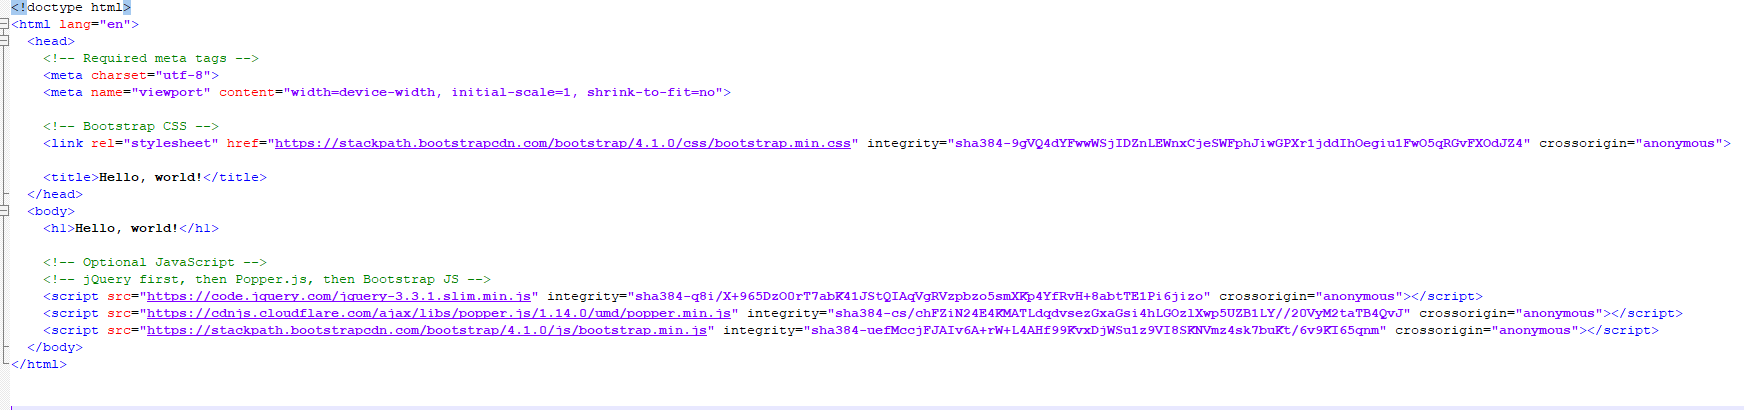 <!doctype html>
<html lang="en">
<head>
<!-- Required meta tags -->
<meta charset="utf-8">
<meta name="viewport" content="width=device-width, initial-scale=1, shrink-to-fit=no">
<!-- Bootstrap CSS -->
<link rel="stylesheet" href="https://stackpath.bootstrapcdn.com/bootstrap/4.1.0/css/bootstrap.min.css" integrity="sha384-9gVQ4dYFwwWSjIDZnLEWnxCjeSWFphJiwGPXr1jddIhOegiu1FwO5qRGvFXOdJZ4" crossorigin="anonymous">
<title>Hello, world!</title>
</head>
<body>
<h1>Hello, world!</h1>
<!-- Optional JavaScript -->
<!-- jQuery first, then Popper.js, then Bootstrap JS -->
<script src="https://code.jquery.com/jquery-3.3.1.slim.min.js" integrity="sha384-q8i/X+965DzO0rT7abK41JStQIAqVgRVzpbzo5smXKp4YfRvH+8abtTE1Pi6jizo" crossorigin="anonymous"></script>
<script src="https://cdnjs.cloudflare.com/ajax/libs/popper.js/1.14.0/umd/popper.min.js" integrity="sha384-cs/chFZiN24E4KMATLdqdvsezGxaGsi4hLGOzlXwp5UZB1LY//20VyM2taTB4QvJ" crossorigin="anonymous"></script>
<script src="https://stackpath.bootstrapcdn.com/bootstrap/4.1.0/js/bootstrap.min.js" integrity="sha384-uefMccjFJAIv6A+rW+L4AHf99KvxDjWSu1z9VI8SKNVmz4sk7buKt/6v9KI65qnm" crossorigin="anonymous"></script>
</body>
</html>